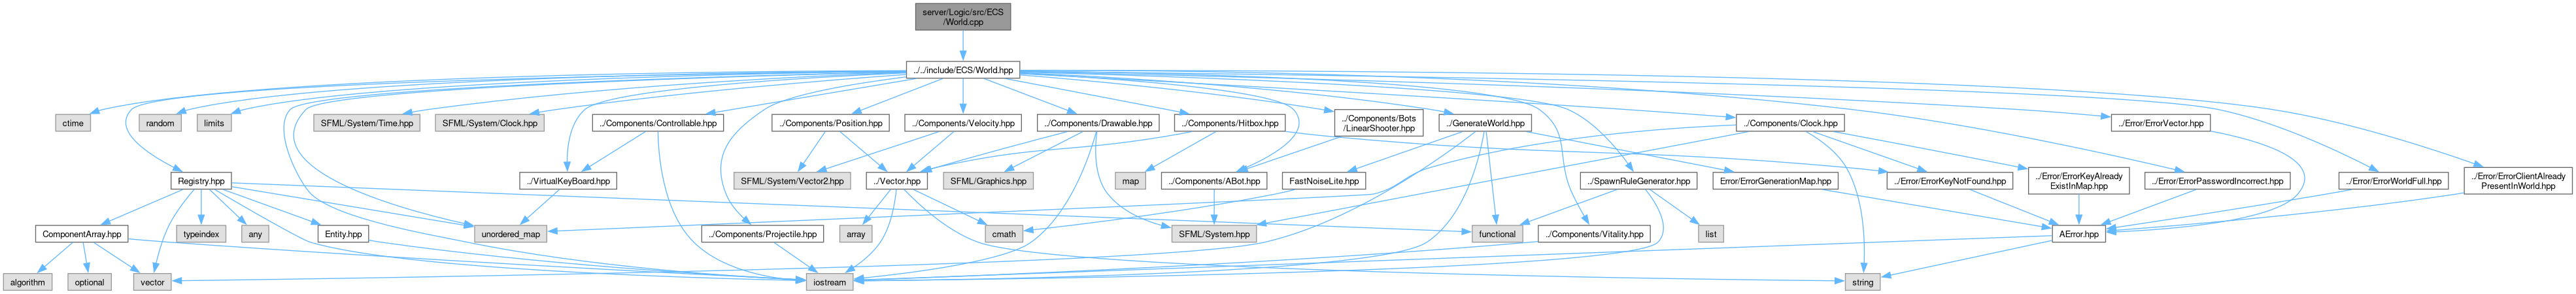 server/Logic/src/ECS
/World.cpp
../../include/ECS/World.hpp
ctime
random
limits
SFML/System/Time.hpp
SFML/System/Clock.hpp
../Components/Controllable.hpp
../Components/Position.hpp
../Components/Velocity.hpp
../Components/Drawable.hpp
../Components/Hitbox.hpp
../Components/Bots
/LinearShooter.hpp
../GenerateWorld.hpp
../Components/Clock.hpp
../Error/ErrorVector.hpp
Registry.hpp
../VirtualKeyBoard.hpp
SFML/System/Vector2.hpp
../Vector.hpp
SFML/Graphics.hpp
map
../Components/ABot.hpp
FastNoiseLite.hpp
../SpawnRuleGenerator.hpp
Error/ErrorGenerationMap.hpp
../Error/ErrorKeyNotFound.hpp
../Error/ErrorKeyAlready
ExistInMap.hpp
../Error/ErrorPasswordIncorrect.hpp
../Error/ErrorWorldFull.hpp
../Error/ErrorClientAlready
PresentInWorld.hpp
ComponentArray.hpp
typeindex
any
Entity.hpp
unordered_map
../Components/Projectile.hpp
array
cmath
SFML/System.hpp
functional
../Components/Vitality.hpp
list
AError.hpp
algorithm
optional
vector
iostream
string